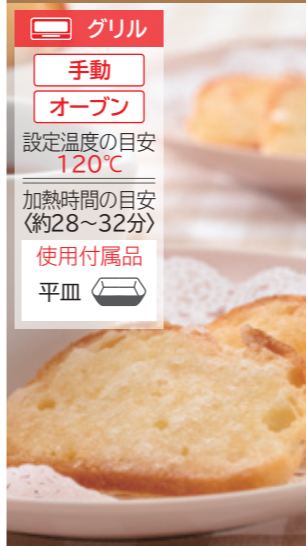 グリル
手動
オーブン
設定温度の目安
120℃
加熱時間の目安
〈約28〜32分〉
使用付属品
平皿